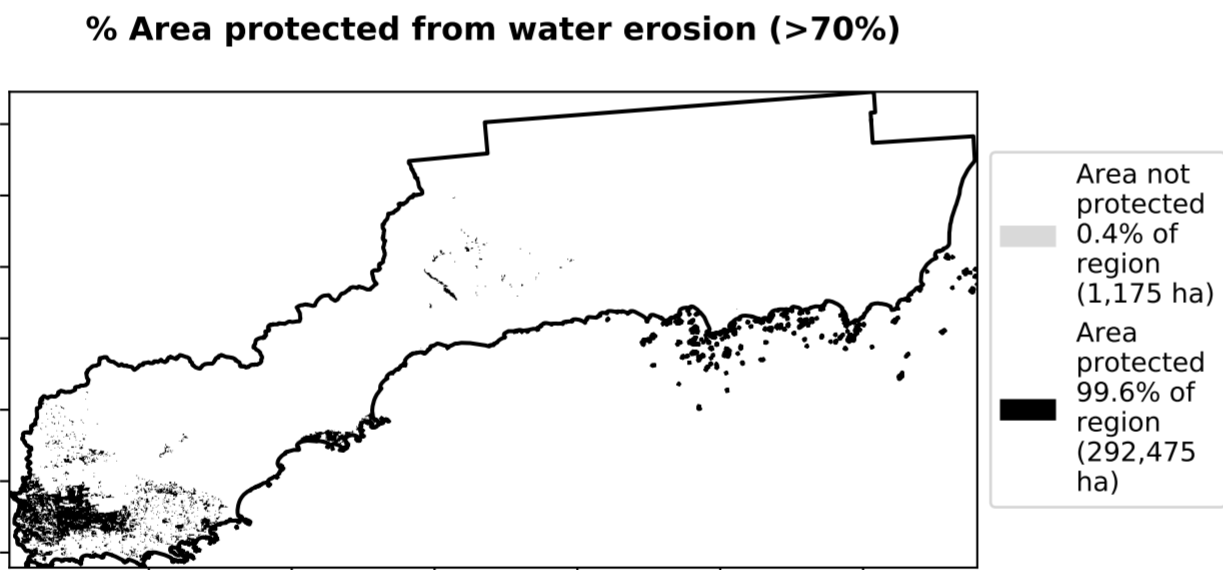 % Area protected from water erosion (>70%)
Area not
protected
0.4% of
region
(1,175 ha)
Area
protected
99.6% of
region
(292,475
ha)